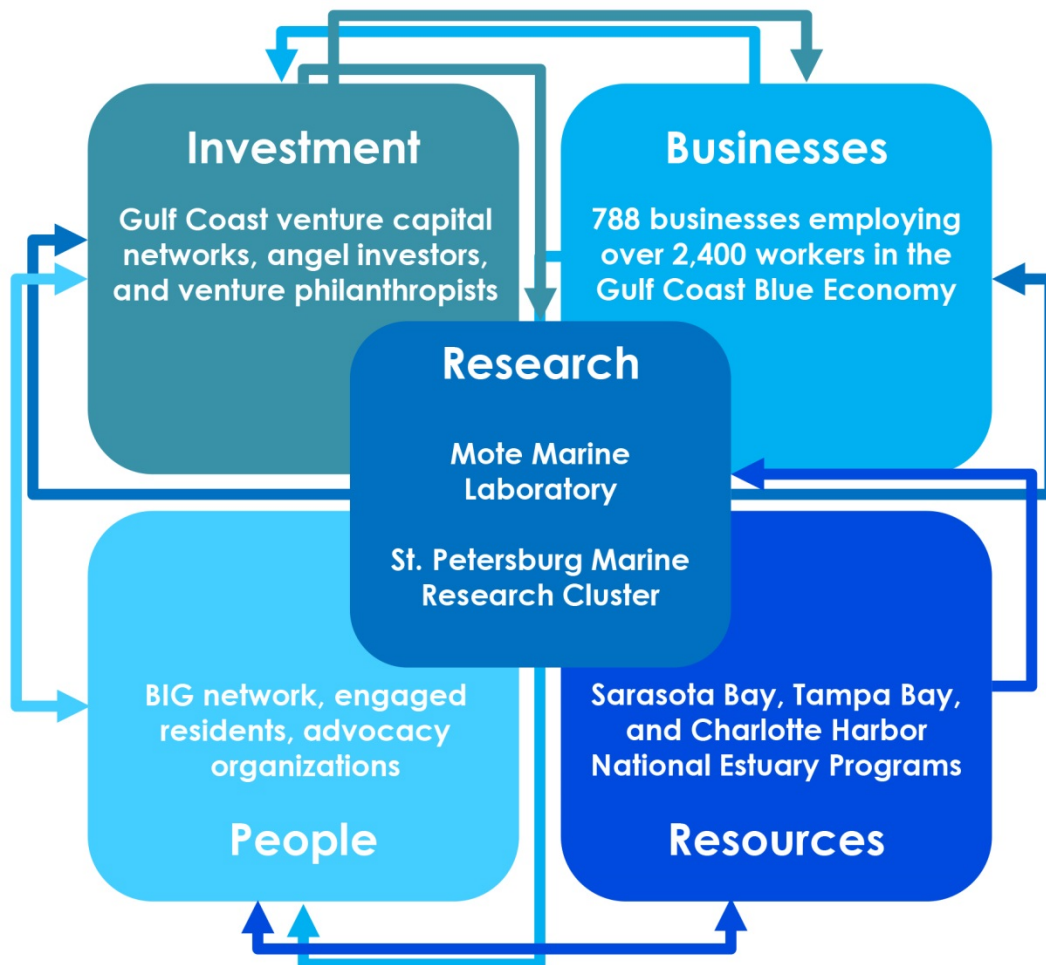 Investment
Gulf Coast venture capital
networks, angel investors,
and venture philanthropists
Businesses
788 businesses employing
over 2,400 workers in the
Gulf Coast Blue Economy
Research
Mote Marine
Laboratory
St. Petersburg Marine
Research Cluster
BIG network, engaged
residents, advocacy
organizations
People
Sarasota Bay, Tampa Bay,
and Charlotte Harbor
National Estuary Programs
Resources